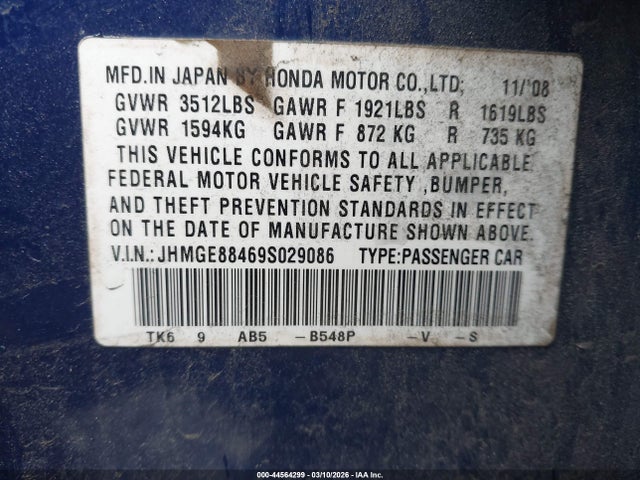 MFD.IN JAPAN BY HONDA MOTOR CO.,LTD; 11/'08
GVWR 3512LBS GAWR F 1921LBS R 1619LBS
GVWR 1594KG GAWR F 872 KG R 735 KG
THIS VEHICLE CONFORMS TO ALL APPLICABLE
FEDERAL MOTOR VEHICLE SAFETY ,BUMPER,
AND THEFT PREVENTION STANDARDS IN EFFECT
ON THE DATE OF MANUFACTURE SHOWN ABOVE.
V.I.N.:JHMGE88469S029086 TYPE:PASSENGER CAR
TK6 9 AB5 –B548P –V –S
000-44564299 - 03/10/2026 - IAA Inc.